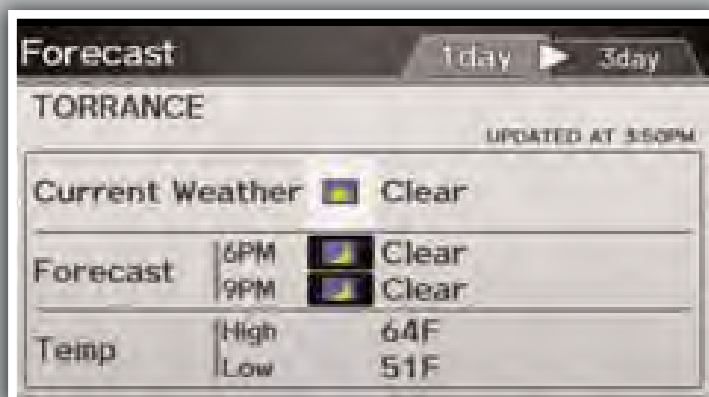 Forecast 1day 3day
TORRANCE
UPDATED AT 3:50PM
Current Weather Clear
Forecast 6PM Clear
9PM Clear
Temp High 64F
Low 51F